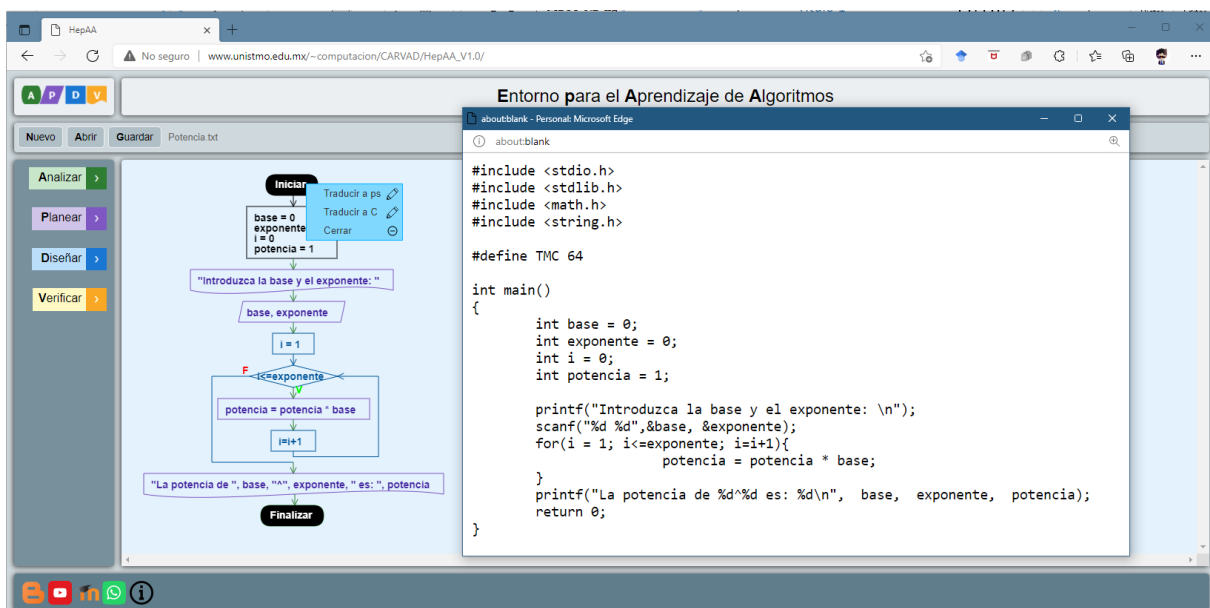 HepAA
No seguro | www.unistmo.edu.mx/~computacion/CARVAD/HepAA_V1.0/
A P D V
Entorno para el Aprendizaje de Algoritmos
Nuevo Abrir Guardar Potencia.txt
Analizar
Planear
Diseñar
Verificar
Iniciar
Traducir a ps
Traducir a C
Cerrar
base = 0
exponente
i = 0
potencia = 1
"Introduzca la base y el exponente: "
base, exponente
i = 1
F
i<=exponente
V
potencia = potencia * base
i=i+1
"La potencia de ", base, "^", exponente, " es: ", potencia
Finalizar
about:blank - Personal: Microsoft Edge
about:blank
#include <stdio.h>
#include <stdlib.h>
#include <math.h>
#include <string.h>
#define TMC 64
int main()
{
int base = 0;
int exponente = 0;
int i = 0;
int potencia = 1;
printf("Introduzca la base y el exponente: \n");
scanf("%d %d",&base, &exponente);
for(i = 1; i<=exponente; i=i+1){
potencia = potencia * base;
}
printf("La potencia de %d^%d es: %d\n", base, exponente, potencia);
return 0;
}